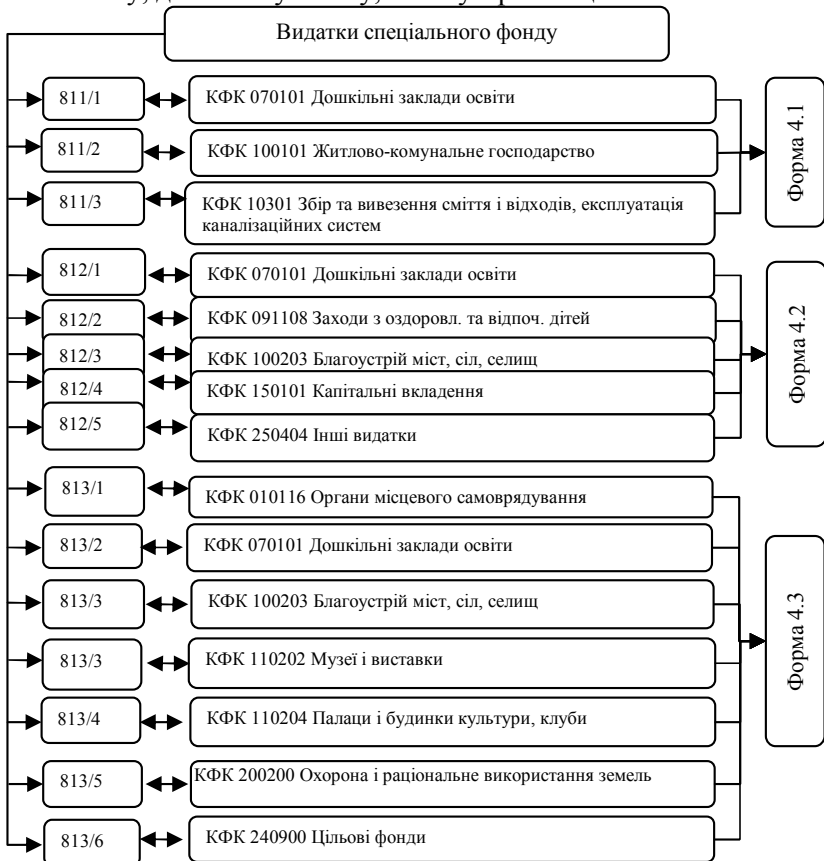 Видатки спеціального фонду
811/1
КФК 070101 Дошкільні заклади освіти
811/2
КФК 100101 Житлово-комунальне господарство
811/3
КФК 10301 Збір та вивезення сміття і відходів, експлуатація
каналізаційних систем
Форма 4.1
812/1
КФК 070101 Дошкільні заклади освіти
812/2
КФК 091108 Заходи з оздоровл. та відпоч. дітей
812/3
КФК 100203 Благоустрій міст, сіл, селищ
812/4
КФК 150101 Капітальні вкладення
812/5
КФК 250404 Інші видатки
Форма 4.2
813/1
КФК 010116 Органи місцевого самоврядування
813/2
КФК 070101 Дошкільні заклади освіти
813/3
КФК 100203 Благоустрій міст, сіл, селищ
813/3
КФК 110202 Музеї і виставки
813/4
КФК 110204 Палаци і будинки культури, клуби
813/5
КФК 200200 Охорона і раціональне використання земель
813/6
КФК 240900 Цільові фонди
Форма 4.3